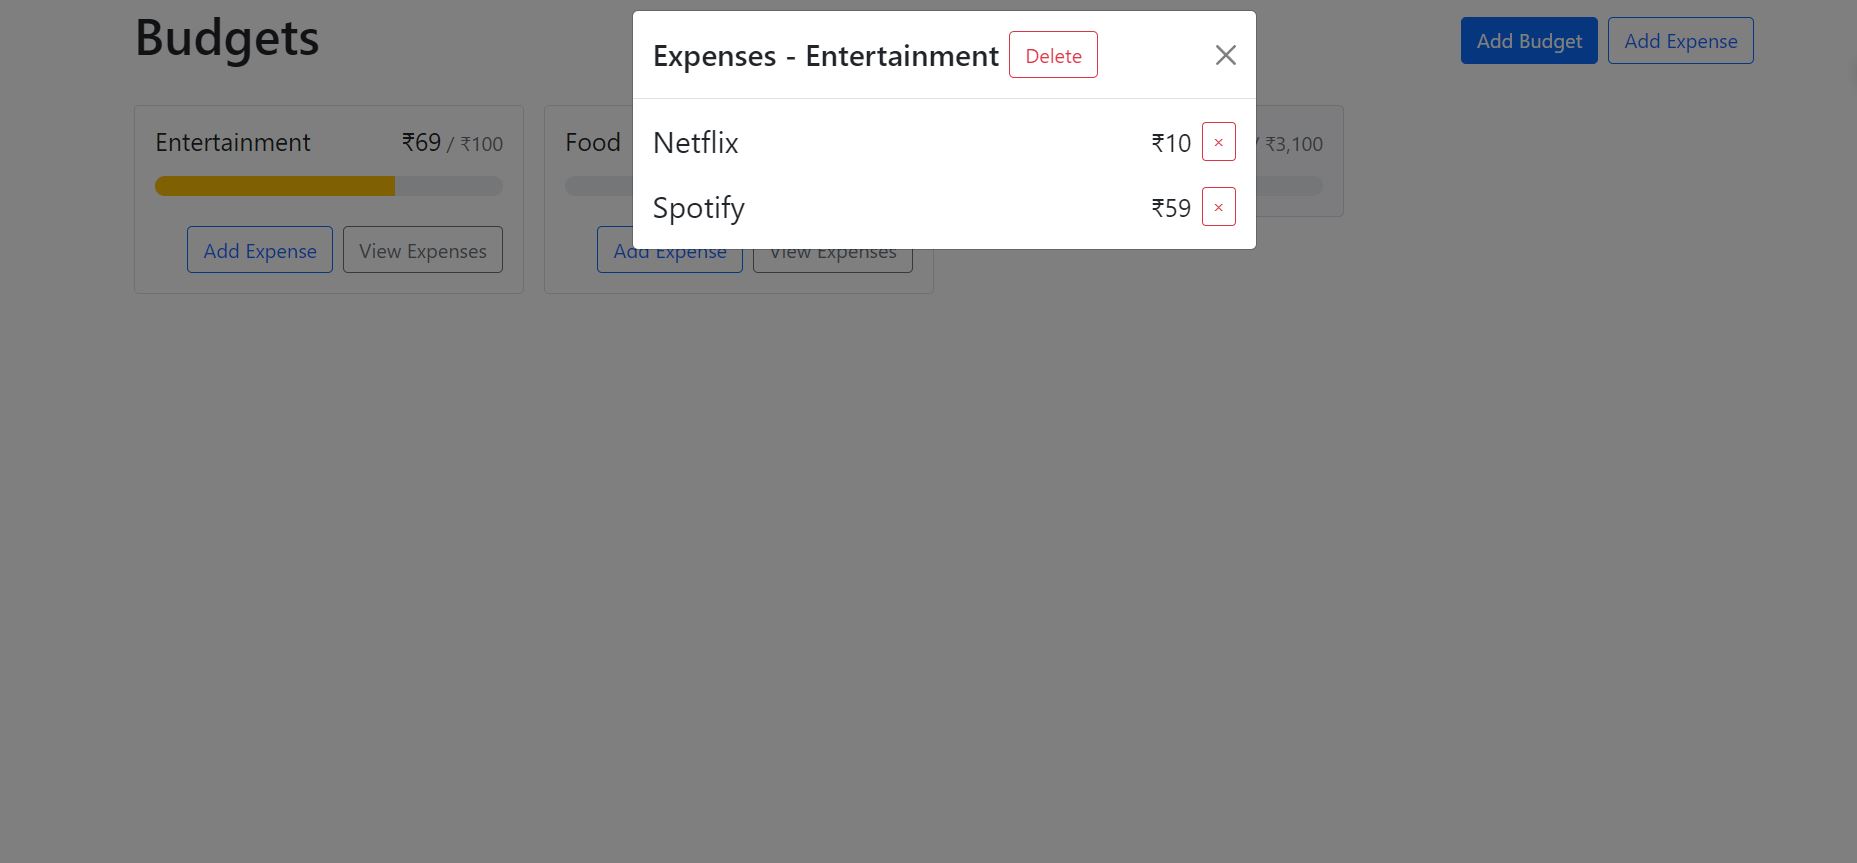 Budgets
Add Budget
Add Expense
Expenses - Entertainment
Delete
Netflix
₹10
×
Spotify
₹59
×
Entertainment
₹69 / ₹100
Add Expense
View Expenses
Food
Add Expense
View Expenses
/ ₹3,100